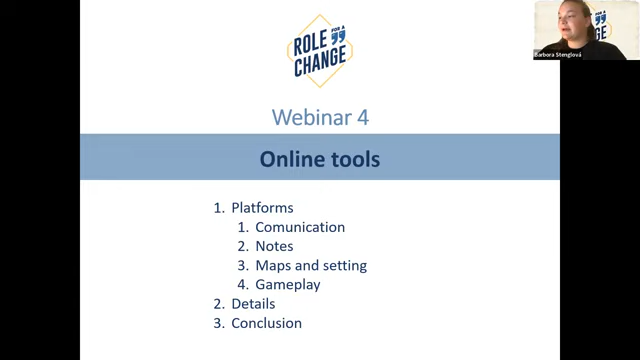 ROLE FOR A
CHANGE
Barbora Stenglová
Webinar 4
Online tools
1. Platforms
1. Comunication
2. Notes
3. Maps and setting
4. Gameplay
2. Details
3. Conclusion